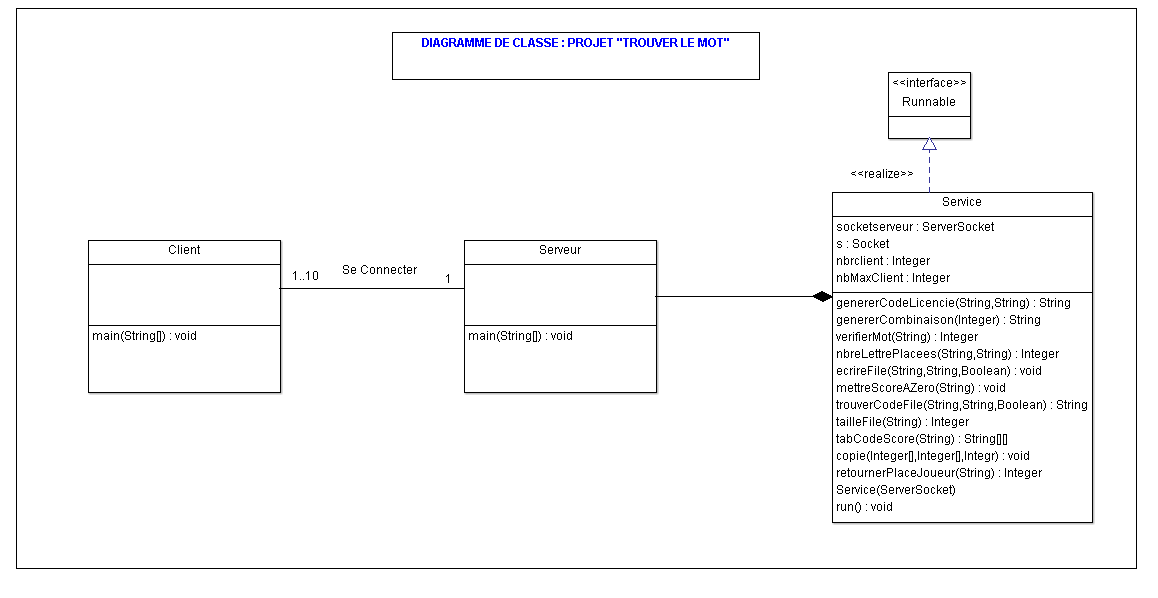 DIAGRAMME DE CLASSE : PROJET "TROUVER LE MOT"
<<interface>>
Runnable
<<realize>>
Service
socketserveur : ServerSocket
s : Socket
nbrclient : Integer
nbMaxClient : Integer
genererCodeLicencie(String,String) : String
genererCombinaison(Integer) : String
verifierMot(String) : Integer
nbreLettrePlacees(String,String) : Integer
ecrireFile(String,String,Boolean) : void
mettreScoreAZero(String) : void
trouverCodeFile(String,String,Boolean) : String
tailleFile(String) : Integer
tabCodeScore(String) : String[][]
copie(Integer[],Integer[],Integr) : void
retournerPlaceJoueur(String) : Integer
Service(ServerSocket)
run() : void
Client
main(String[]) : void
1..10
Se Connecter
1
Serveur
main(String[]) : void